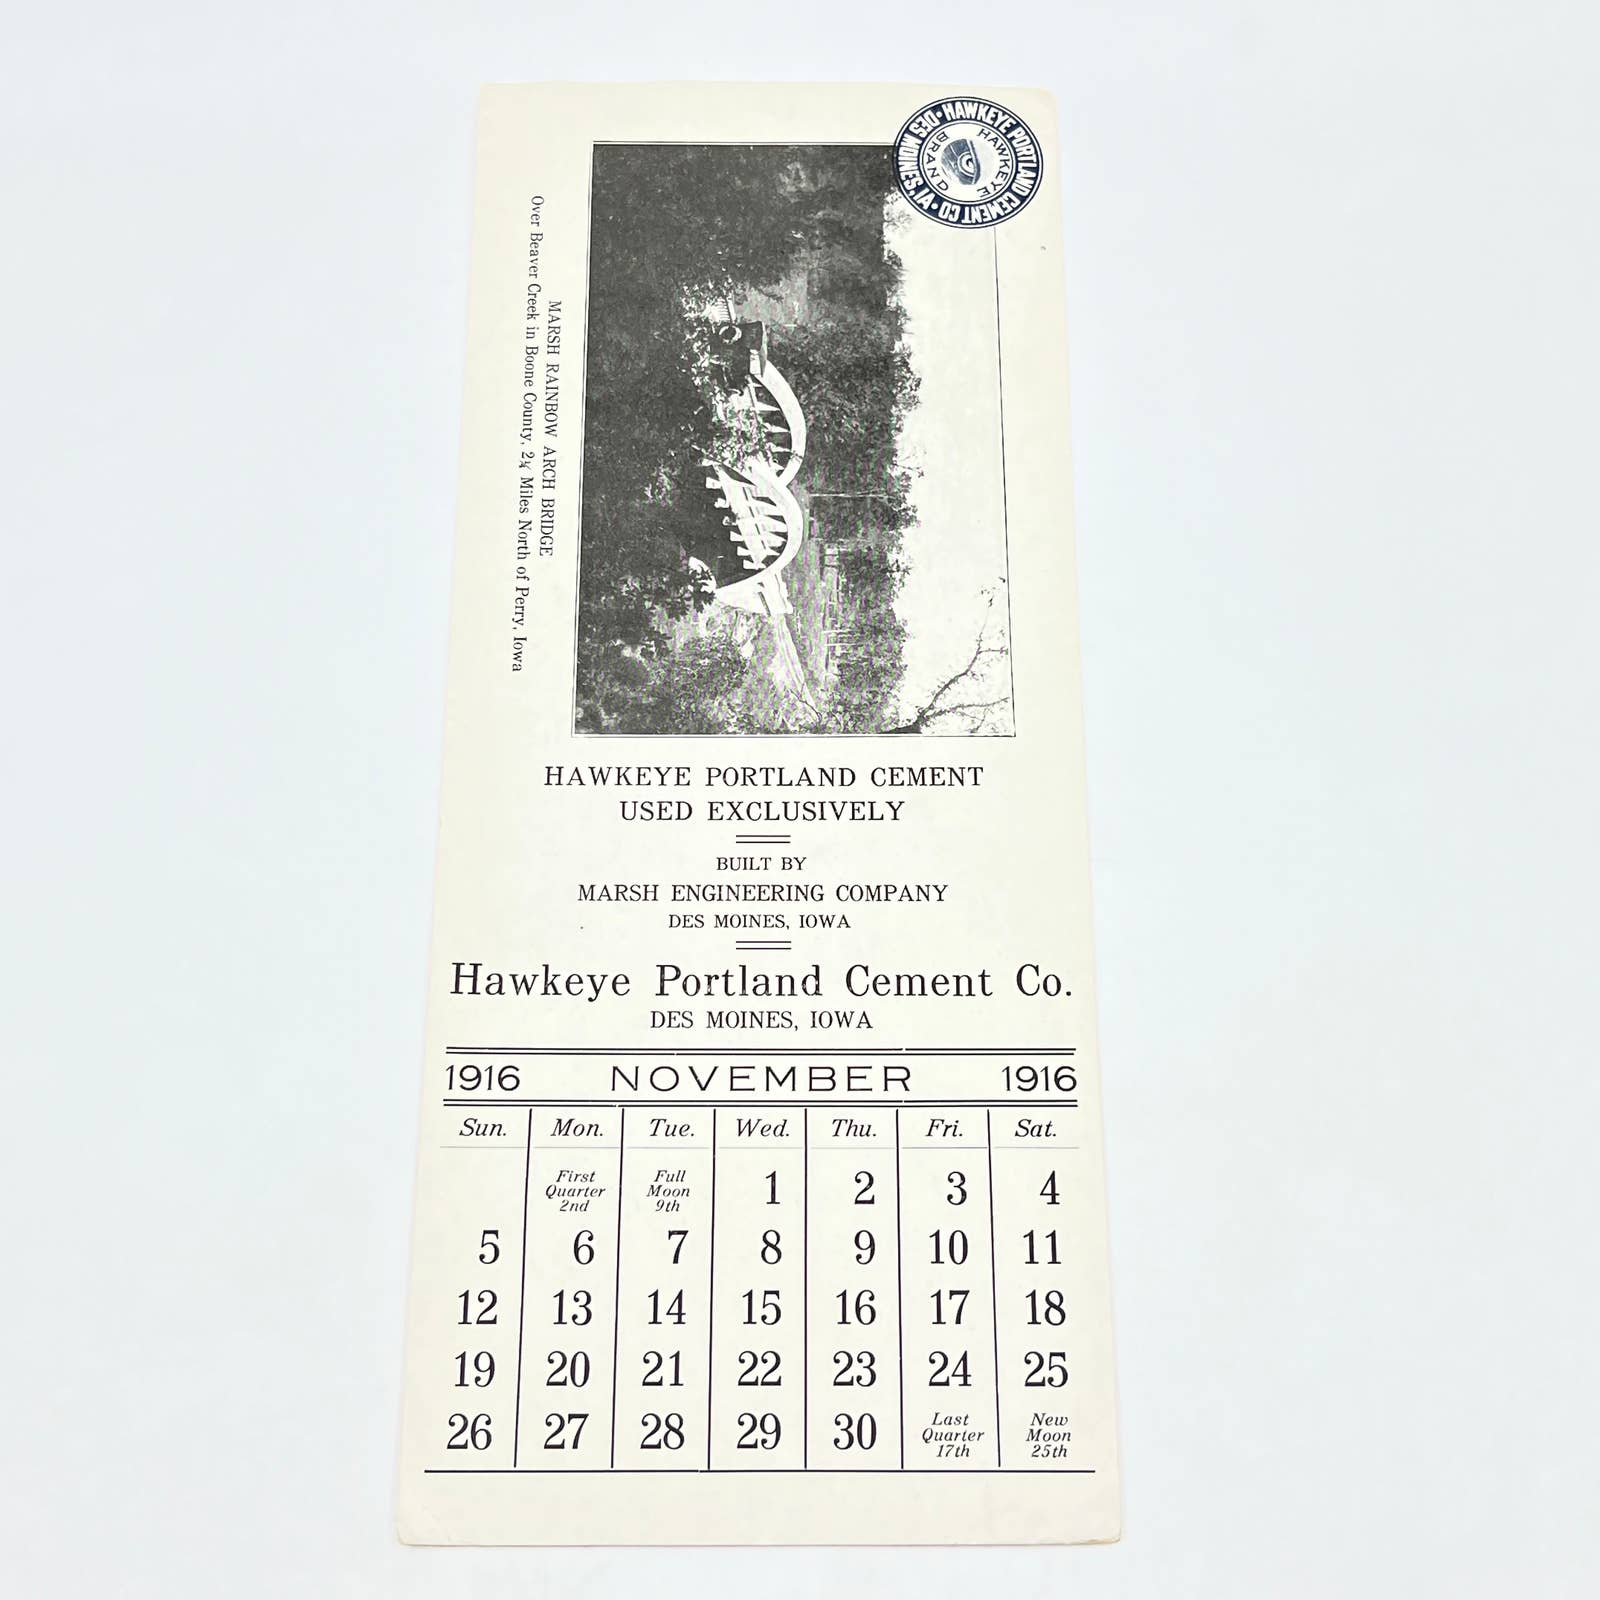 HAWKEYE PORTLAND CEMENT CO. DES MOINES, IA.
HAWKEYE
BRAND
MARSH RAINBOW ARCH BRIDGE
Over Beaver Creek in Boone County, 2¼ Miles North of Perry, Iowa
HAWKEYE PORTLAND CEMENT
USED EXCLUSIVELY
BUILT BY
MARSH ENGINEERING COMPANY
DES MOINES, IOWA
Hawkeye Portland Cement Co.
DES MOINES, IOWA
1916 NOVEMBER 1916
Sun. Mon. Tue. Wed. Thu. Fri. Sat.
First Quarter 2nd Full Moon 9th 1 2 3 4
5 6 7 8 9 10 11
12 13 14 15 16 17 18
19 20 21 22 23 24 25
26 27 28 29 30 Last Quarter 17th New Moon 25th